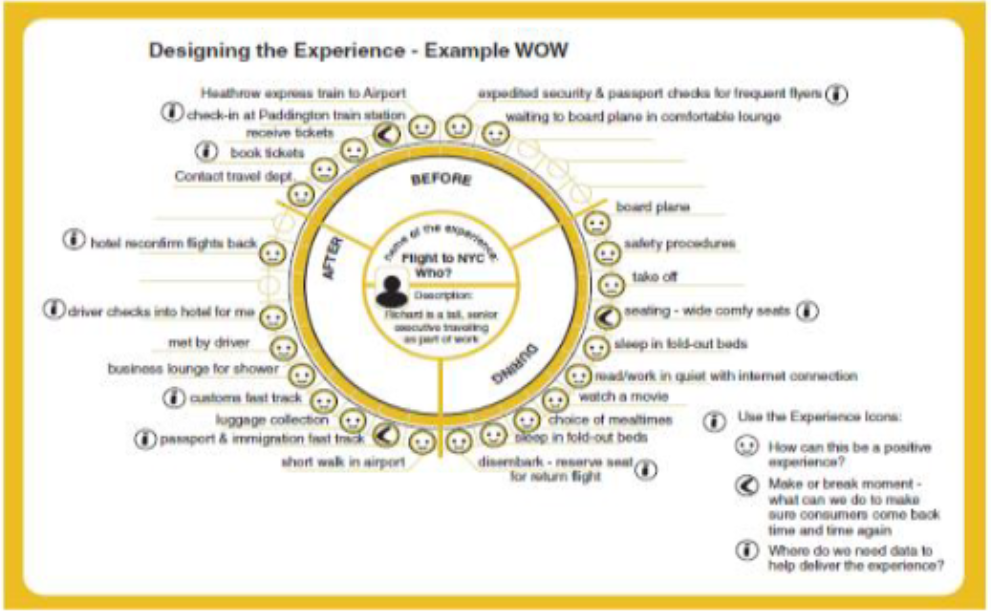 Designing the Experience - Example WOW
Heathrow express train to Airport
check-in at Paddington train station
receive tickets
book tickets
Contact travel dept.
expedited security & passport checks for frequent flyers
waiting to board plane in comfortable lounge
BEFORE
board plane
safety procedures
take off
seating - wide comfy seats
sleep in fold-out beds
read/work in quiet with internet connection
watch a movie
choice of mealtimes
sleep in fold-out beds
disembark - reserve seat
for return flight
DURING
short walk in airport
passport & immigration fast track
luggage collection
customs fast track
business lounge for shower
met by driver
driver checks into hotel for me
hotel reconfirm flights back
AFTER
name of the experience:
Flight to NYC
Who?
Description:
Richard is a tall, senior
executive travelling
as part of work
Use the Experience Icons:
How can this be a positive
experience?
Make or break moment -
what can we do to make
sure consumers come back
time and time again
Where do we need data to
help deliver the experience?